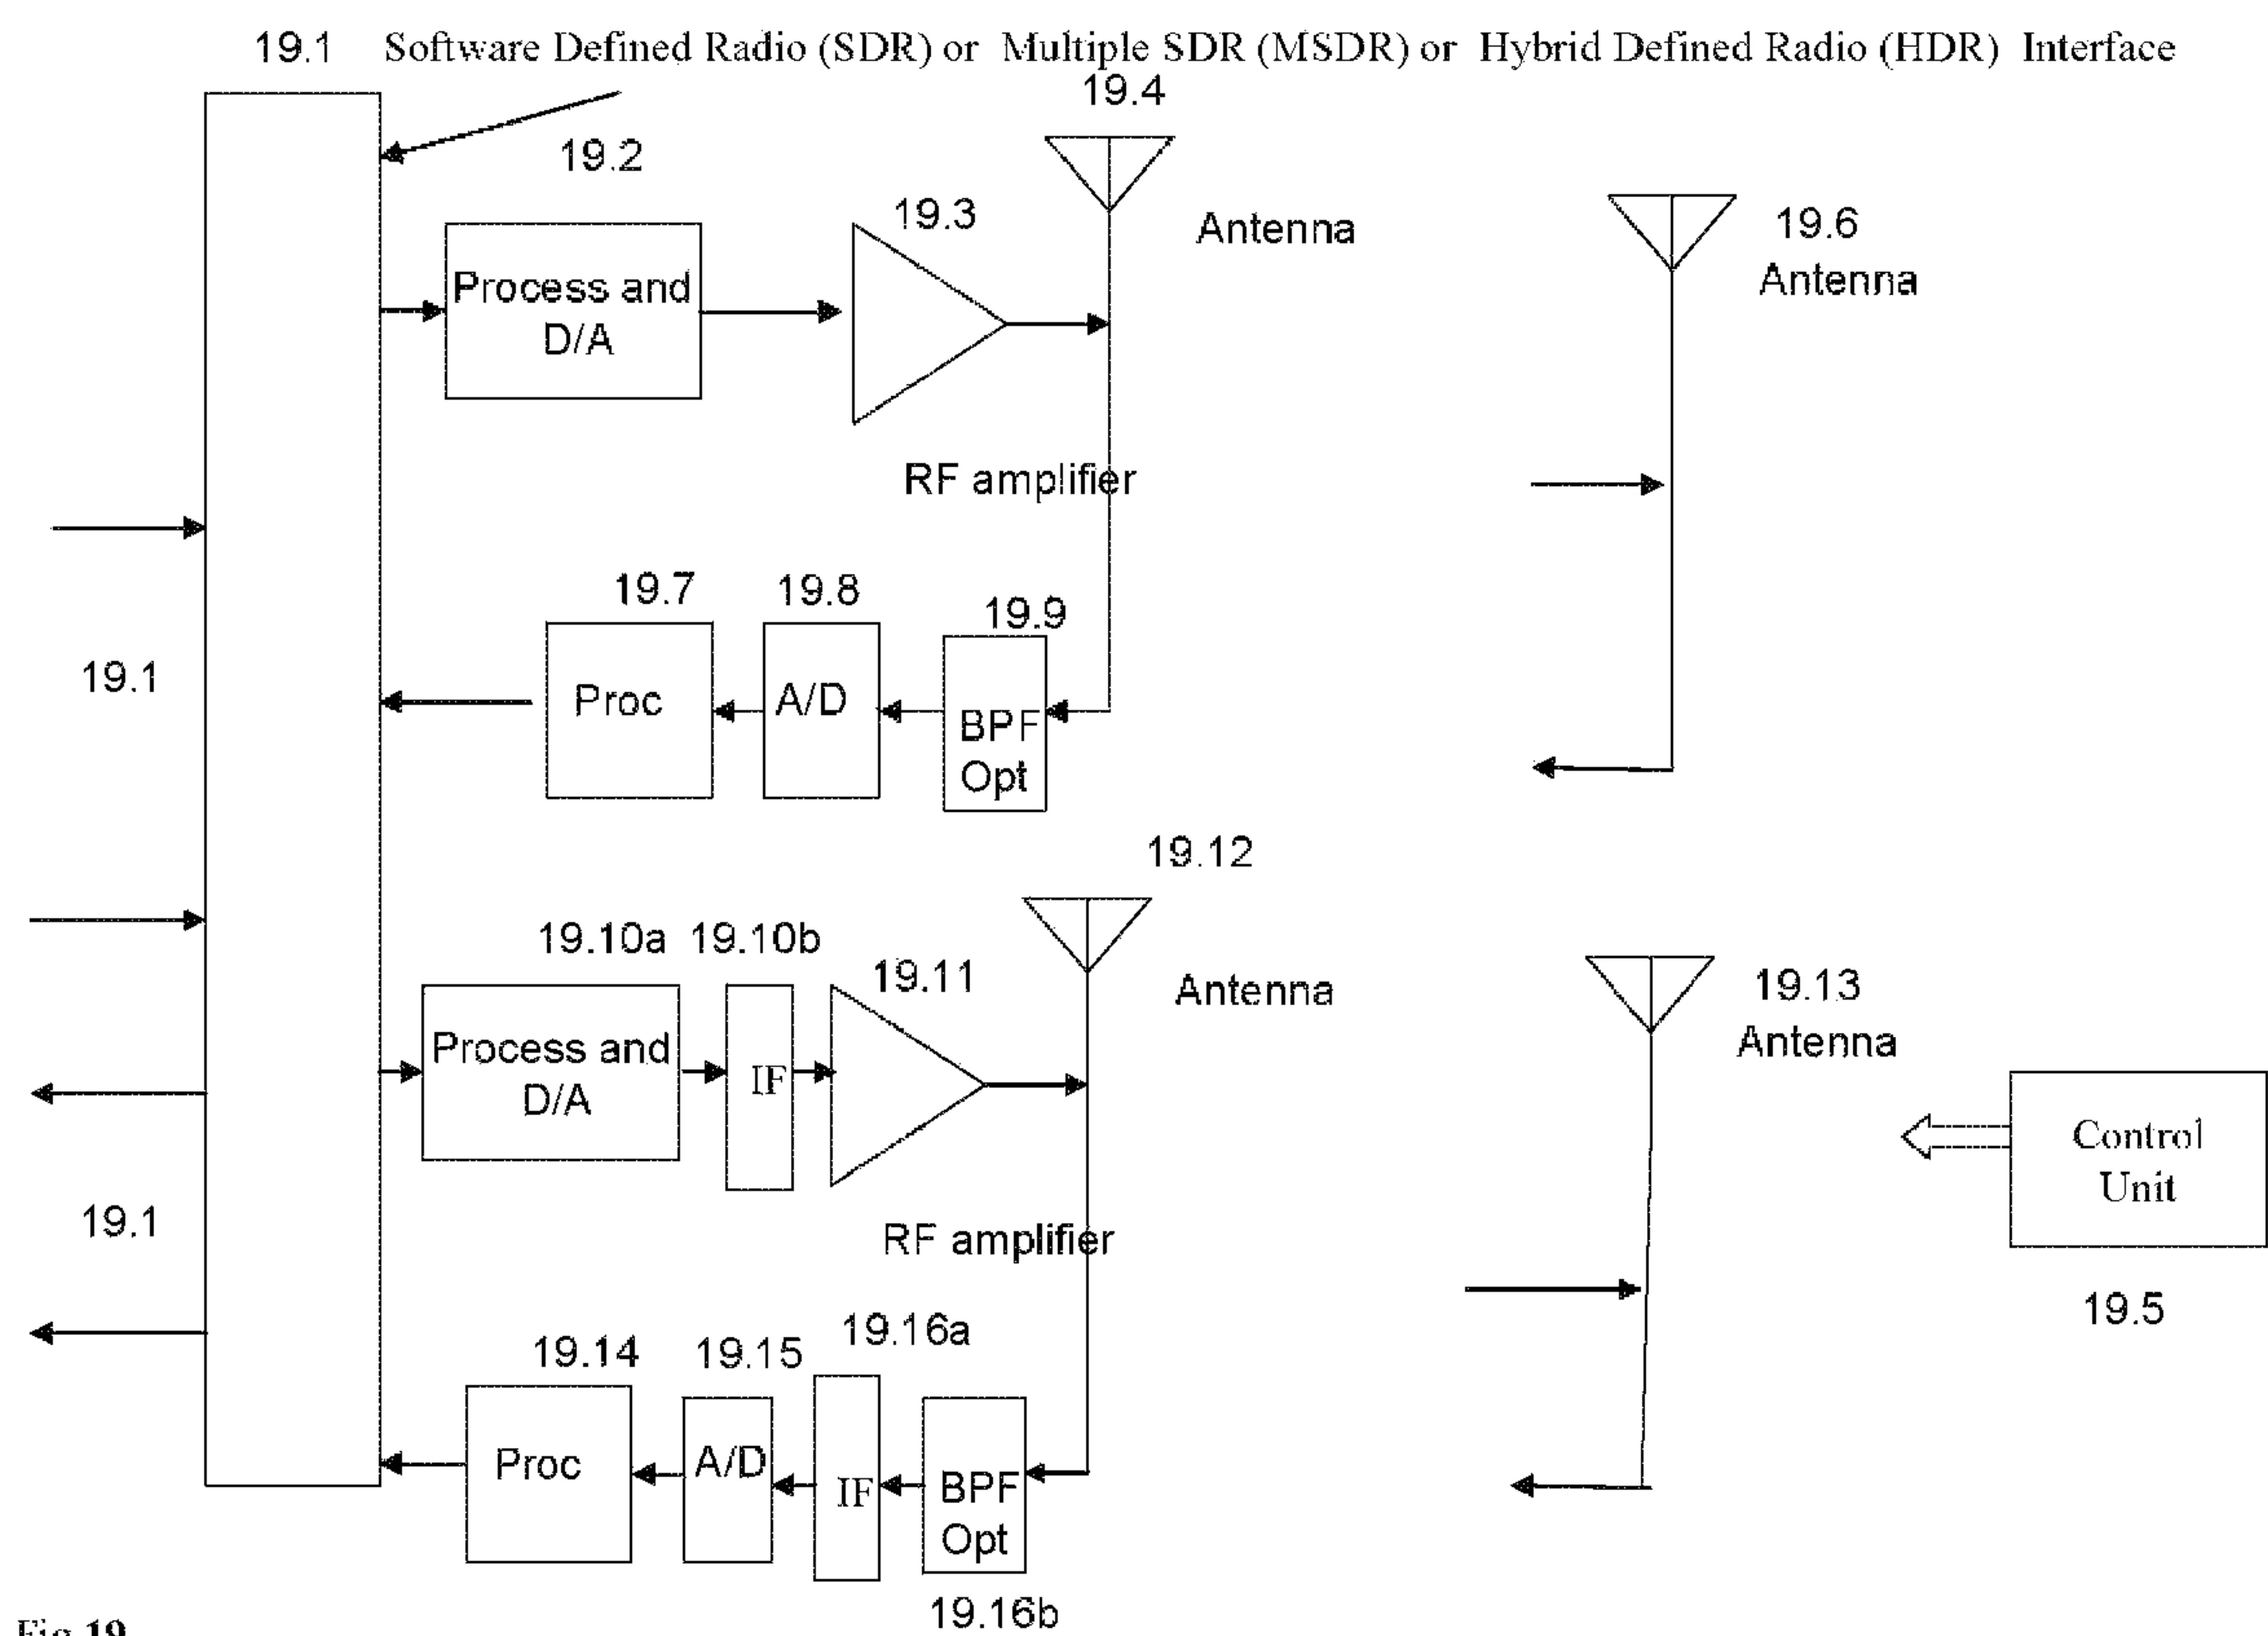 19.1 Software Defined Radio (SDR) or Multiple SDR (MSDR) or Hybrid Defined Radio (HDR) Interface
19.4
19.2
19.3
Antenna
19.6
Antenna
Process and
D/A
RF amplifier
19.7
19.8
19.9
19.1
Proc
A/D
BPF
Opt
19.12
19.10a
19.10b
19.11
Antenna
19.13
Antenna
Process and
D/A
IF
Control
Unit
19.1
RF amplifier
19.5
19.14
19.15
19.16a
Proc
A/D
IF
BPF
Opt
19.16b
Fig 19